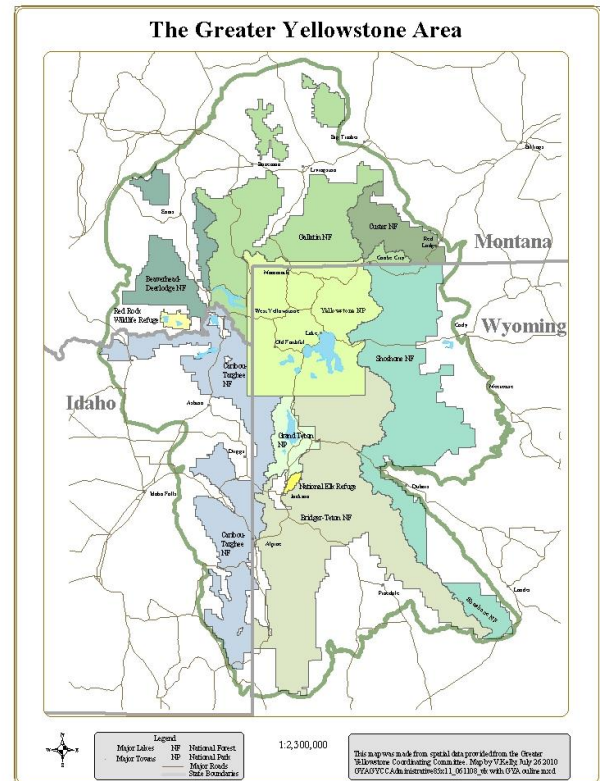 The Greater Yellowstone Area
Big Timber
Billings
Bozeman
Livingston
Ennis
Gallatin NF
Custer NF
Red
Lodge
Cooke City
Montana
Mammoth
Beaverhead-
Deerlodge NF
Red Rock
Wildlife Refuge
West Yellowstone
Yellowstone NP
Lake
Old Faithful
Cody
Wyoming
Shoshone NF
Caribou-
Targhee
NF
Meeteetse
Idaho
Ashton
Grand Teton
NP
Driggs
National Elk Refuge
Jackson
Idaho Falls
Dubois
Bridger-Teton NF
Caribou-
Targhee
NF
Alpine
Pinedale
Lander
Shoshone NF
Legend
Major Lakes NF National Forest
Major Towns NP National Park
Major Roads
State Boundaries
1:2,300,000
This map was made from spatial data provided from the Greater
Yellowstone Coordinating Committee. Map by V.Kelly, July 26 2010